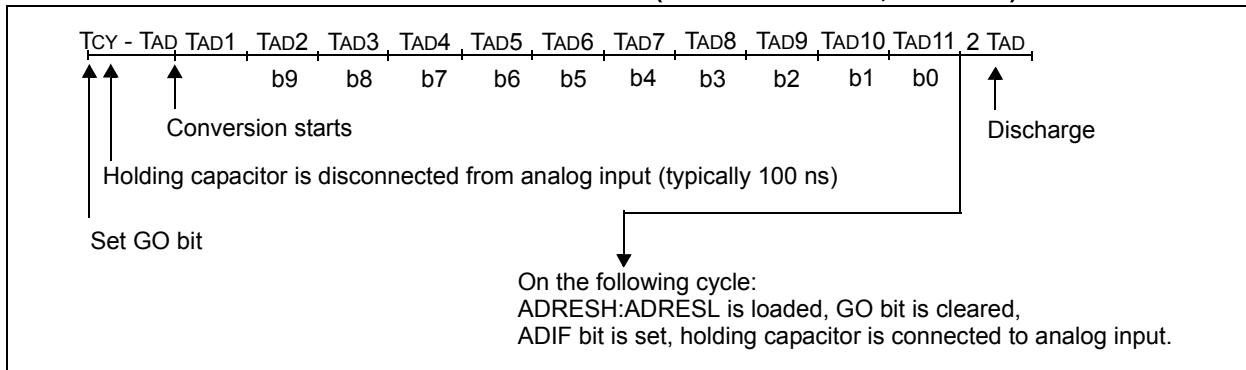 TCY - TAD TAD1 TAD2 TAD3 TAD4 TAD5 TAD6 TAD7 TAD8 TAD9 TAD10 TAD11 2 TAD
b9 b8 b7 b6 b5 b4 b3 b2 b1 b0
Conversion starts
Discharge
Holding capacitor is disconnected from analog input (typically 100 ns)
Set GO bit
On the following cycle:
ADRESH:ADRESL is loaded, GO bit is cleared,
ADIF bit is set, holding capacitor is connected to analog input.